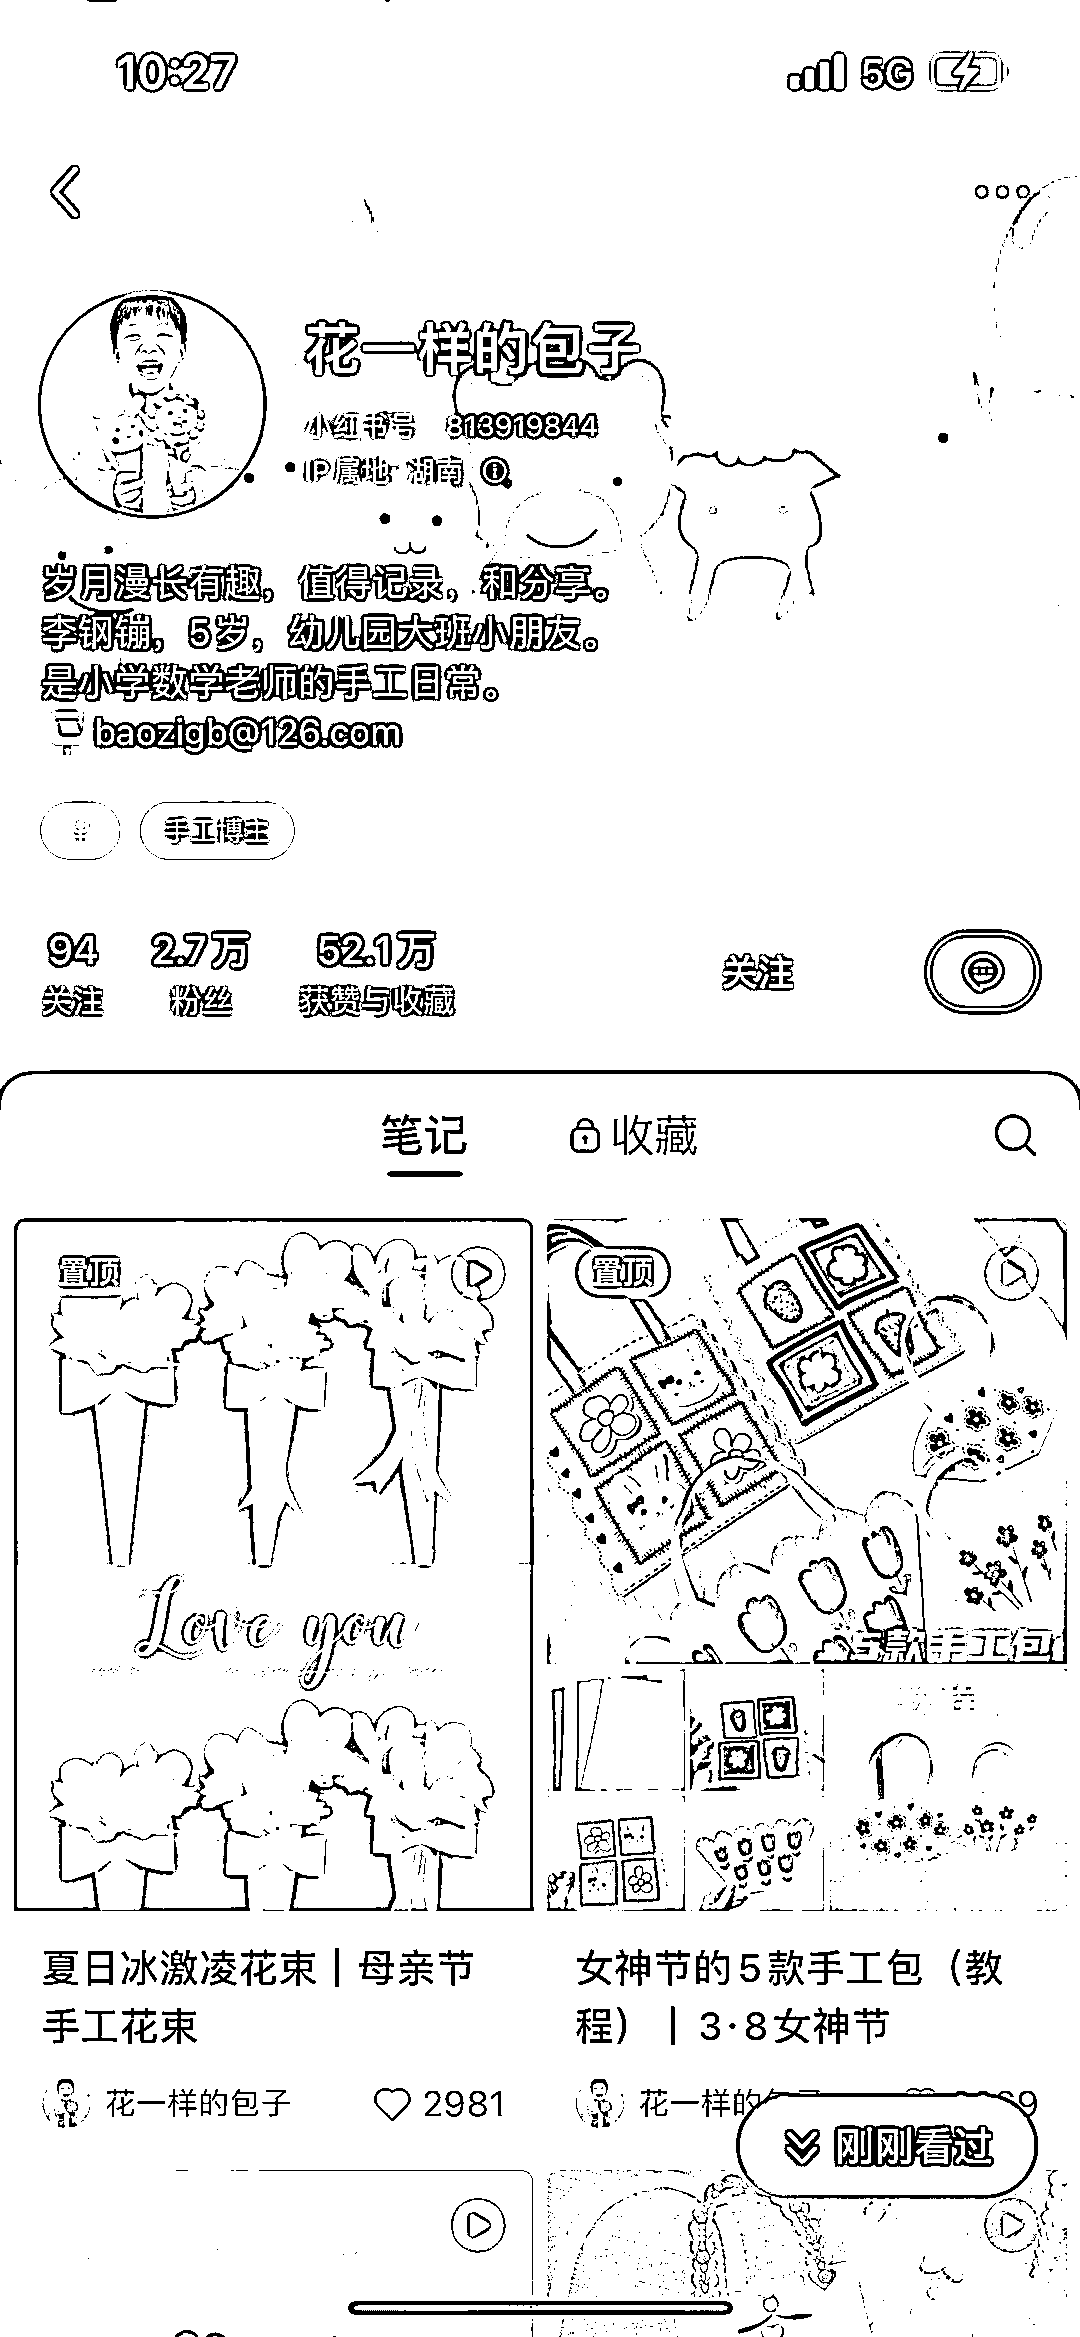 10:27
5G
花一样的包子
小红书号 813919844
IP属地 湖南
岁月漫长有趣，值得记录，和分享。
李钢镚，5岁，幼儿园大班小朋友。
是小学数学老师的手工日常。
baozigb@126.com
手工博主
94 2.7万 52.1万
关注 粉丝 获赞与收藏
关注
笔记 收藏
置顶
Love you
置顶
5款手工包
夏日冰激凌花束｜母亲节
手工花束
花一样的包子 2981
女神节的5款手工包（教
程）｜3·8女神节
花一样的
刚刚看过